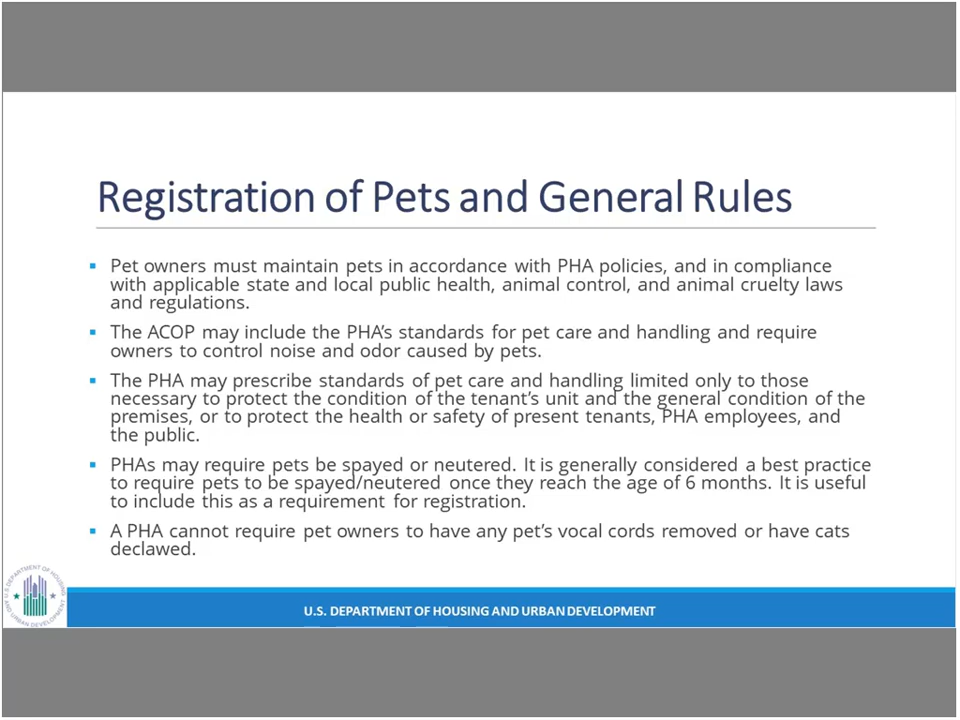 Registration of Pets and General Rules
Pet owners must maintain pets in accordance with PHA policies, and in compliance
with applicable state and local public health, animal control, and animal cruelty laws
and regulations.
The ACOP may include the PHA's standards for pet care and handling and require
owners to control noise and odor caused by pets.
The PHA may prescribe standards of pet care and handling limited only to those
necessary to protect the condition of the tenant's unit and the general condition of the
premises, or to protect the health or safety of present tenants, PHA employees, and
the public.
PHAs may require pets be spayed or neutered. It is generally considered a best practice
to require pets to be spayed/neutered once they reach the age of 6 months. It is useful
to include this as a requirement for registration.
A PHA cannot require pet owners to have any pet's vocal cords removed or have cats
declawed.
U.S. DEPARTMENT OF HOUSING
AND URBAN DEVELOPMENT
U.S. DEPARTMENT OF HOUSING AND URBAN DEVELOPMENT